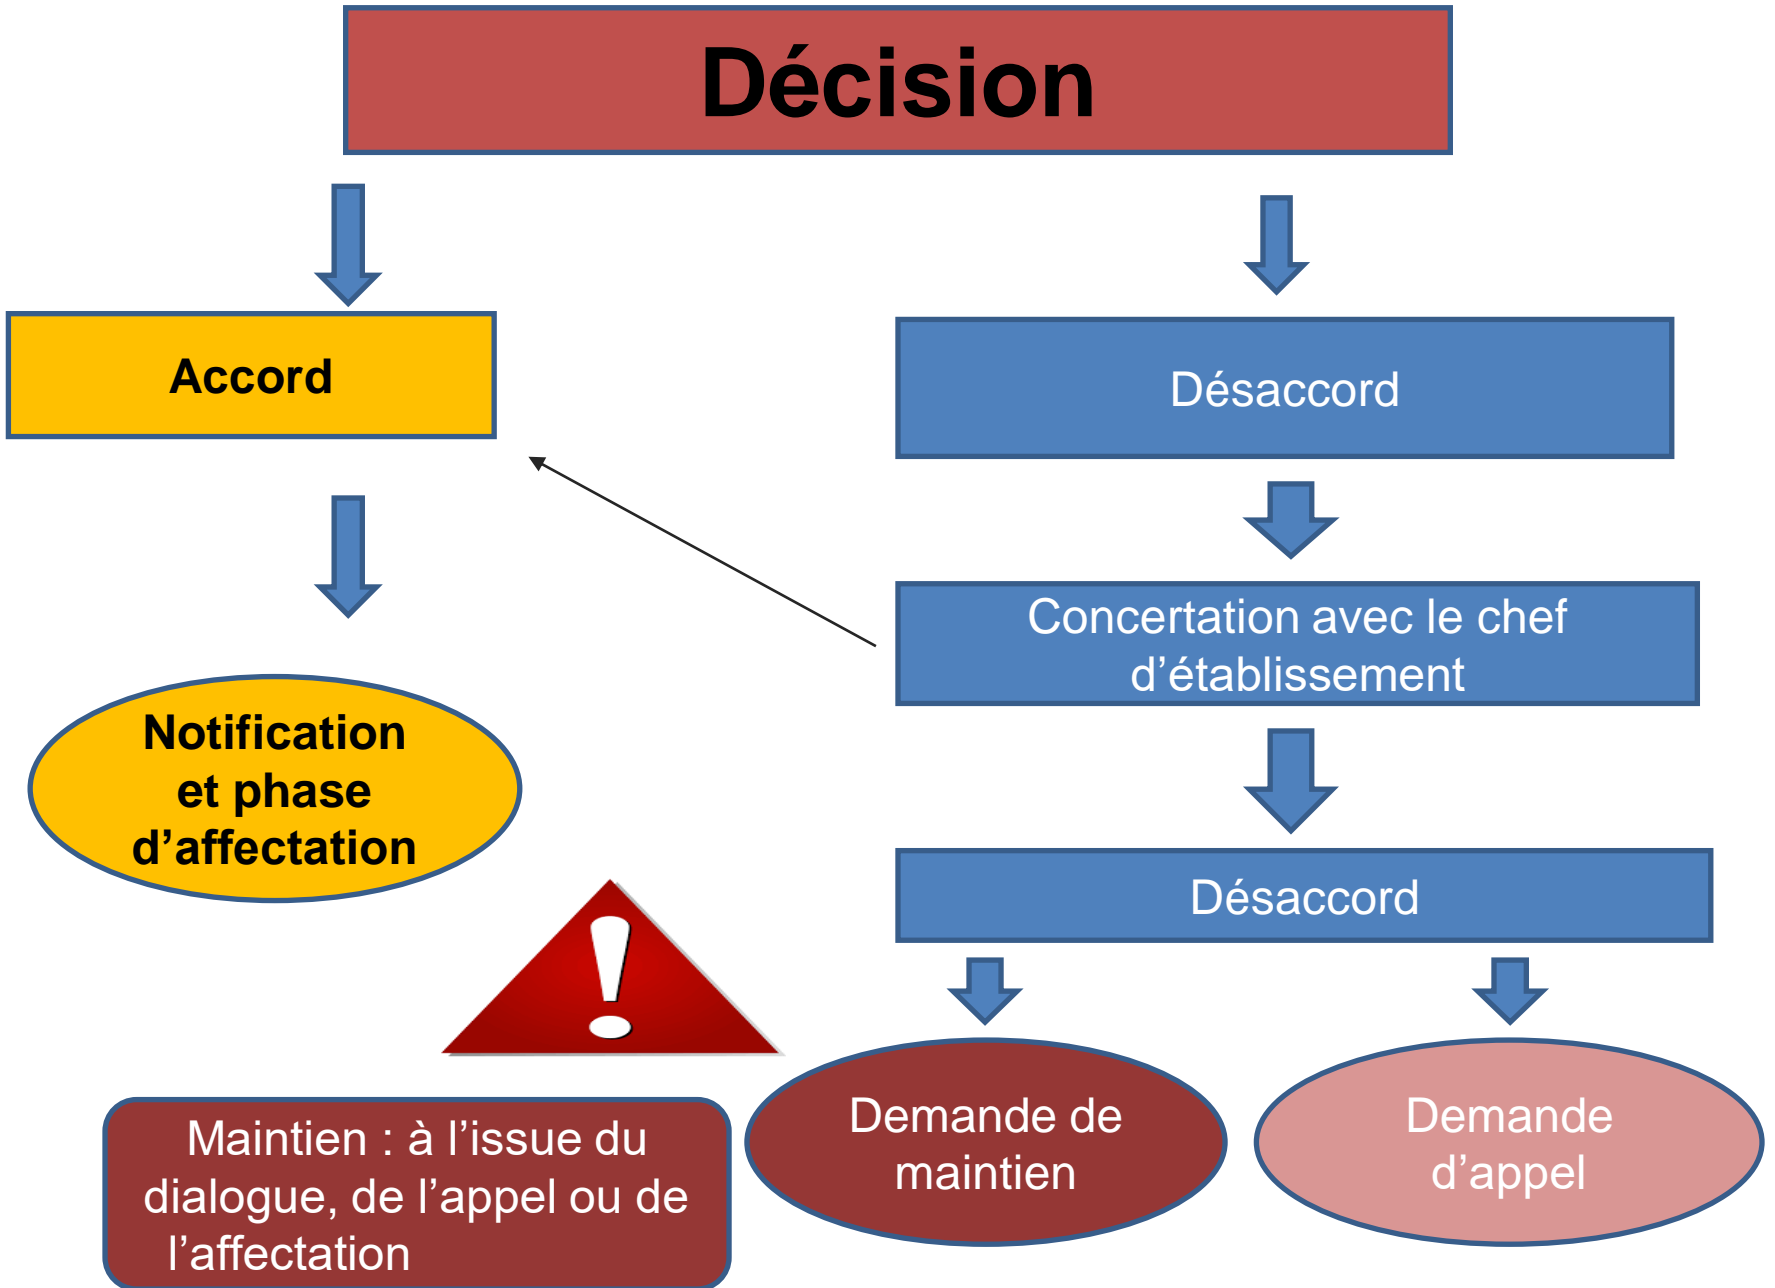 Décision
Accord
Désaccord
Concertation avec le chef
d’établissement
Notification
et phase
d’affectation
Désaccord
!
Demande de
maintien
Demande
d’appel
Maintien : à l’issue du
dialogue, de l’appel ou de
l’affectation